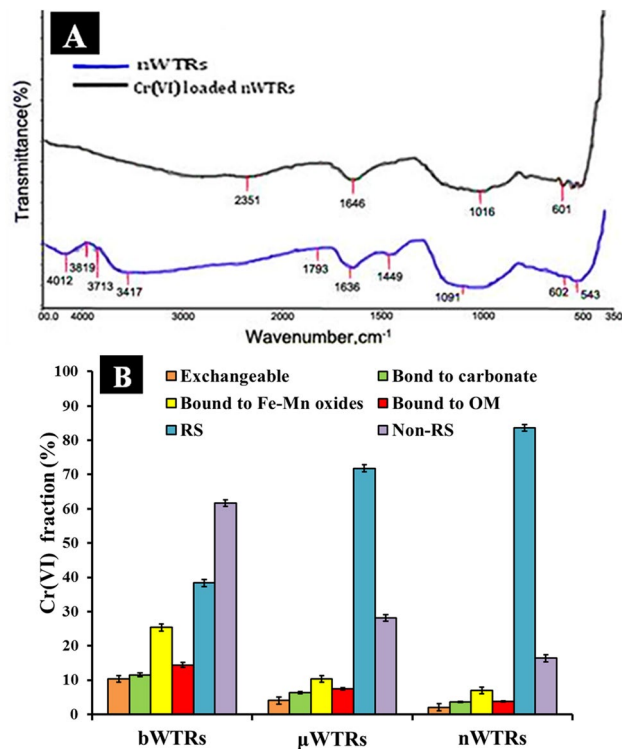 A
nWTRs
Cr(VI) loaded nWTRs
Transmittance(%)
2351
1646
1016
601
4012
3819
3713
3417
1793
1636
1449
1091
602
543
00.0 4000 3000 2000 1500 1000 500 350
Wavenumber,cm-1
B
Exchangeable
Bond to carbonate
Bound to Fe-Mn oxides
Bound to OM
RS
Non-RS
Cr(VI) fraction (%)
100
90
80
70
60
50
40
30
20
10
0
bWTRs µWTRs nWTRs